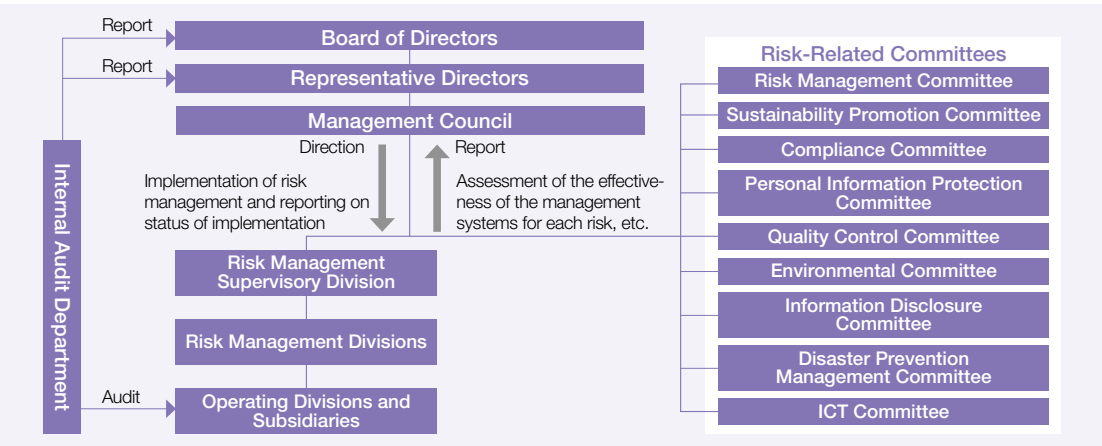 Report
Board of Directors
Report
Representative Directors
Management Council
Direction
Report
Implementation of risk
management and reporting on
status of implementation
Assessment of the effective-
ness of the management
systems for each risk, etc.
Internal Audit Department
Risk Management
Supervisory Division
Risk Management Divisions
Audit
Operating Divisions and
Subsidiaries
Risk-Related Committees
Risk Management Committee
Sustainability Promotion Committee
Compliance Committee
Personal Information Protection
Committee
Quality Control Committee
Environmental Committee
Information Disclosure
Committee
Disaster Prevention
Management Committee
ICT Committee